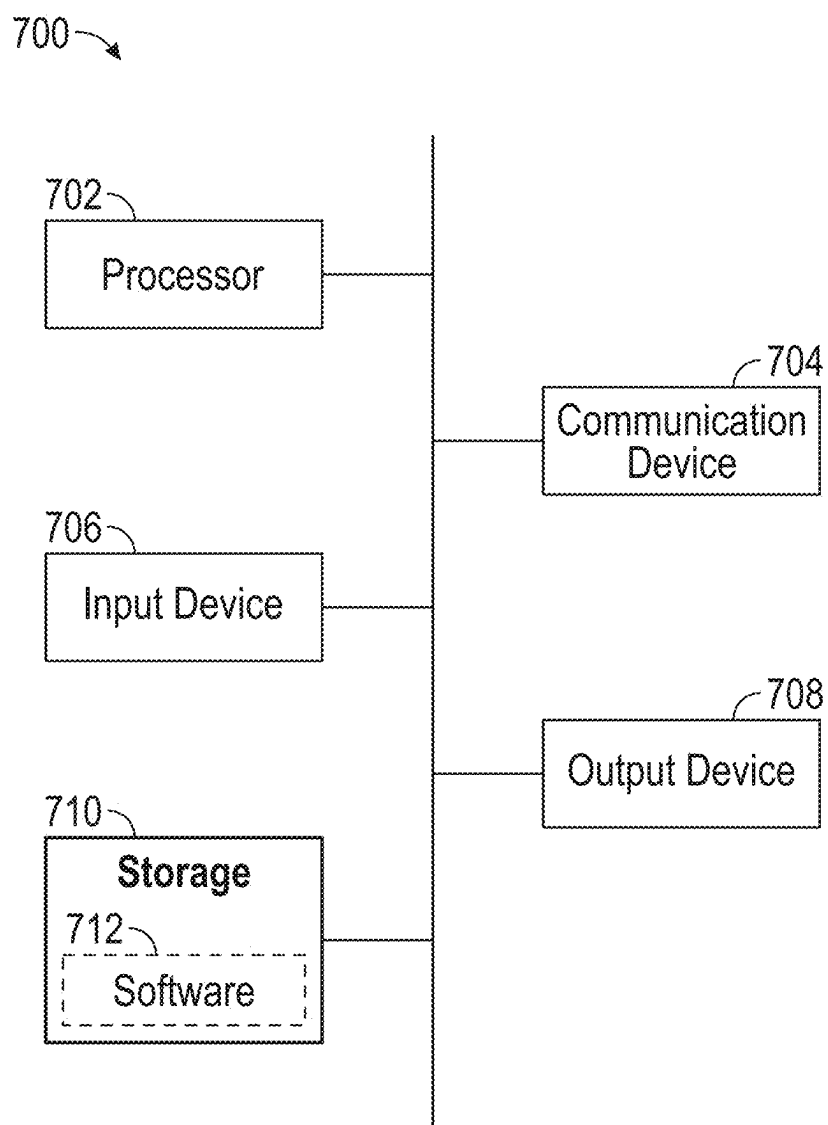 700
702
Processor
704
Communication
Device
706
Input Device
708
Output Device
710
Storage
712
Software